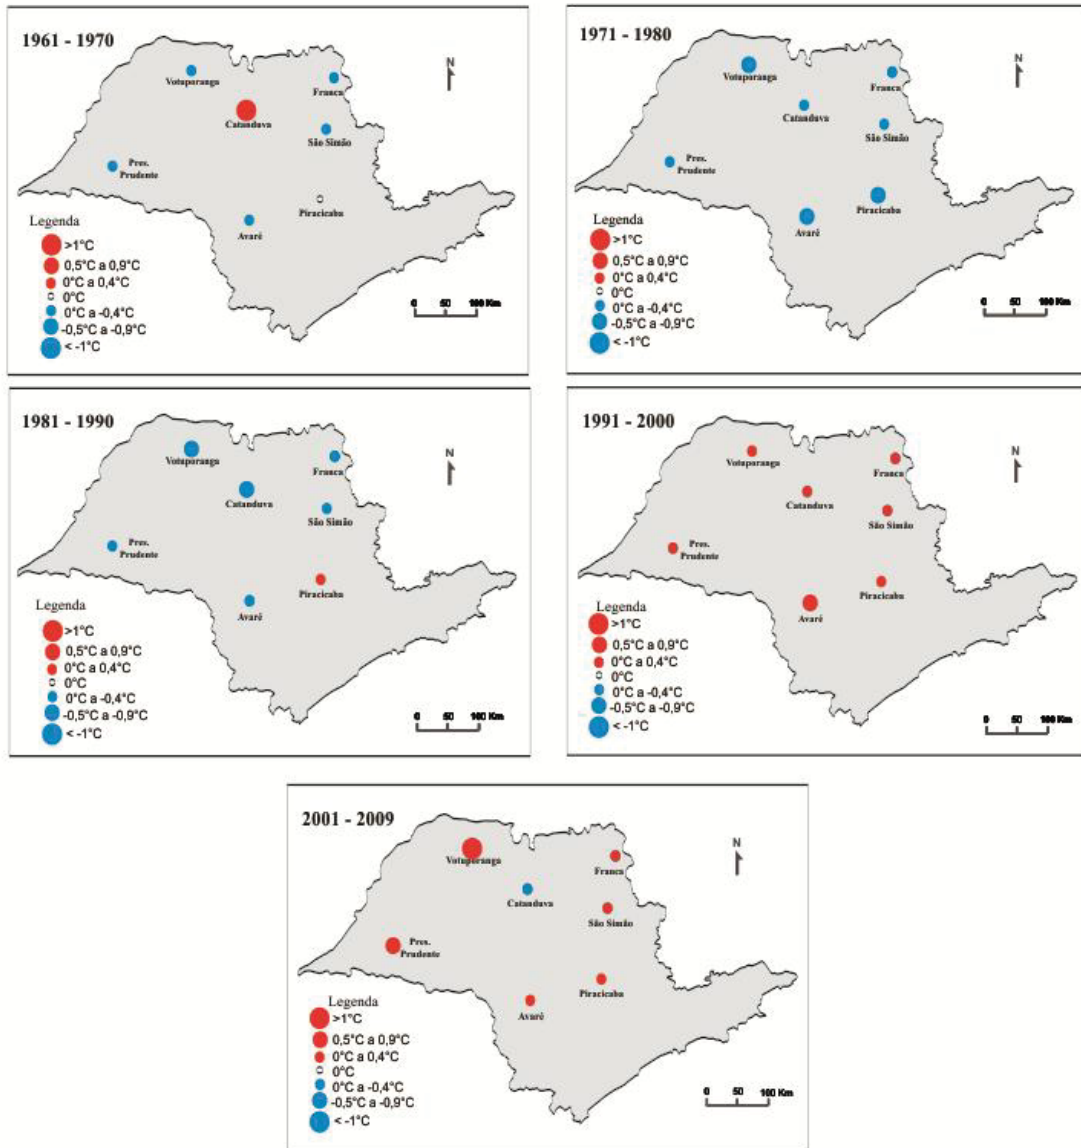 1961 - 1970
N
Votuporanga
Franca
Catanduva
São Simão
Pres.
Prudente
Piracicaba
Avaré
Legenda
>1°C
0,5°C a 0,9°C
0°C a 0,4°C
0°C
0°C a -0,4°C
-0,5°C a -0,9°C
< -1°C
0 50 100 Km
1971 - 1980
N
Votuporanga
Franca
Catanduva
São Simão
Pres.
Prudente
Piracicaba
Avaré
Legenda
>1°C
0,5°C a 0,9°C
0°C a 0,4°C
0°C
0°C a -0,4°C
-0,5°C a -0,9°C
< -1°C
0 50 100 Km
1981 - 1990
N
Votuporanga
Franca
Catanduva
São Simão
Pres.
Prudente
Piracicaba
Avaré
Legenda
>1°C
0,5°C a 0,9°C
0°C a 0,4°C
0°C
0°C a -0,4°C
-0,5°C a -0,9°C
< -1°C
0 50 100 Km
1991 - 2000
N
Votuporanga
Franca
Catanduva
São Simão
Pres.
Prudente
Piracicaba
Avaré
Legenda
>1°C
0,5°C a 0,9°C
0°C a 0,4°C
0°C
0°C a -0,4°C
-0,5°C a -0,9°C
< -1°C
0 50 100 Km
2001 - 2009
N
Votuporanga
Franca
Catanduva
São Simão
Pres.
Prudente
Piracicaba
Avaré
Legenda
>1°C
0,5°C a 0,9°C
0°C a 0,4°C
0°C
0°C a -0,4°C
-0,5°C a -0,9°C
< -1°C
0 50 100 Km